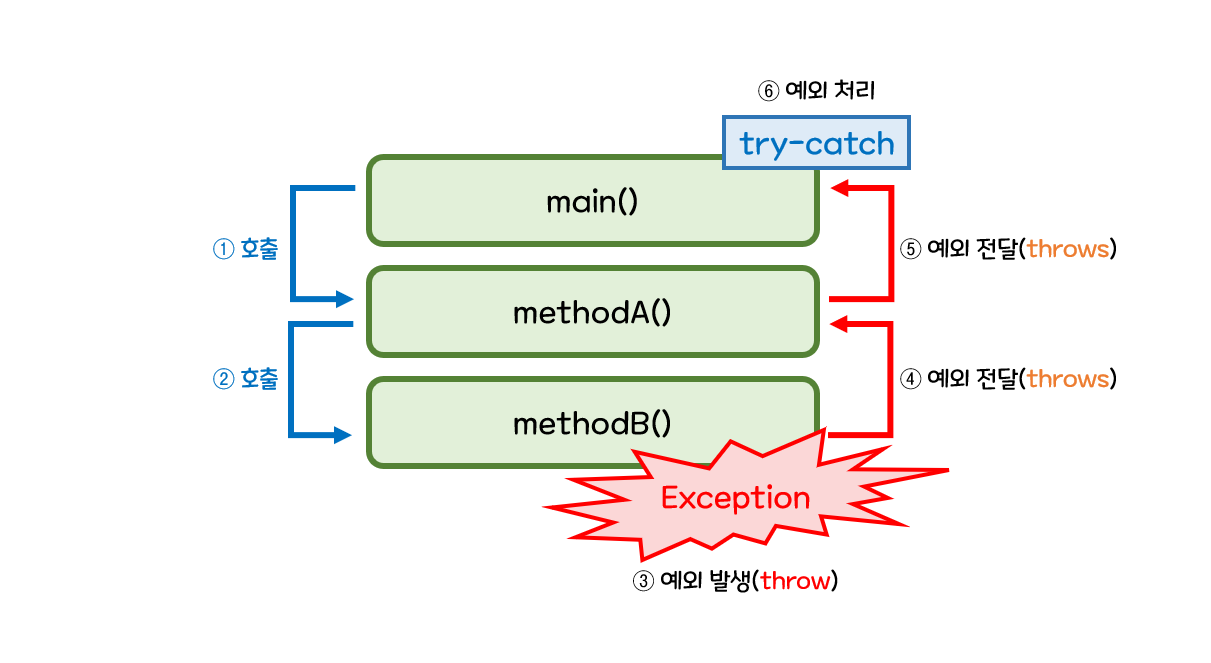 ⑥ 예외 처리
try-catch
main()
① 호출
⑤ 예외 전달(throws)
methodA()
② 호출
④ 예외 전달(throws)
methodB()
Exception
③ 예외 발생(throw)